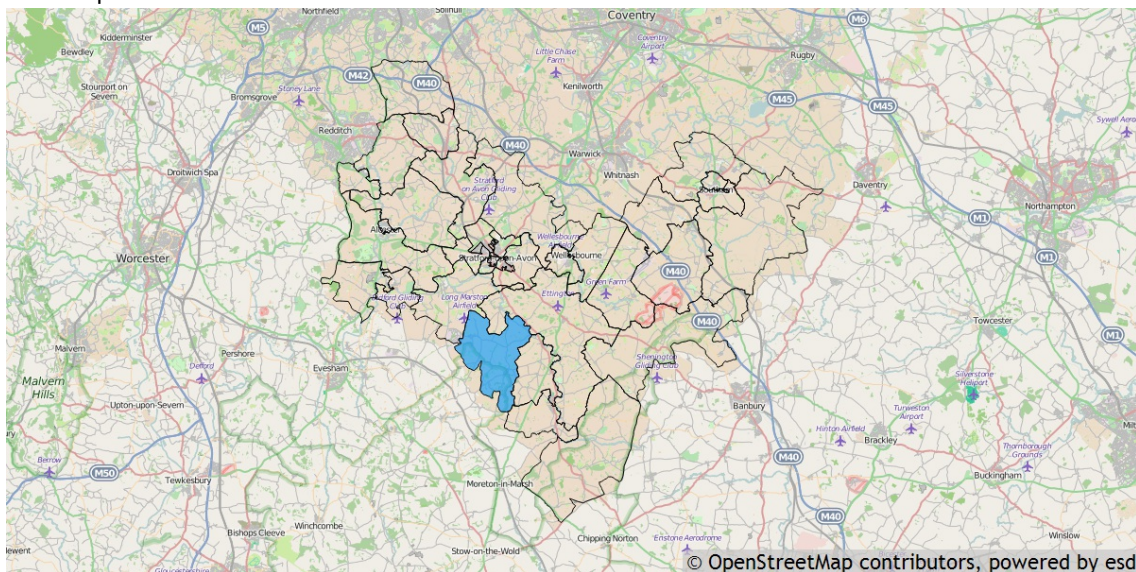 Northfield
Solihull
Coventry
M6
Kidderminster
M5
Bewdley
Coventry
Airport
Rugby
Little Chase
Farm
M42
M40
Stourport on
Severn
Stoney Lane
Kenilworth
M45
M45
Bromsgrove
Redditch
M40
Warwick
Droitwich Spa
Whitnash
Daventry
Stratford
on Avon Gliding
Club
Northampton
M1
Worcester
Stratford-upon-Avon
Wellesbourne
Wellesbourne
Airfield
M40
M1
Long Marston
Airfield
Ettington
Green Farm
Towcester
M40
M1
Malvern
Pershore
Evesham
Defford
Shenington
Gliding Club
Silverstone
Heliport
Malvern
Hills
Upton-upon-Severn
Banbury
Turweston
Airport
Hinton Airfield
Brackley
Berrow
M50
M40
Thornborough
Grounds
Tewkesbury
Moreton-in-Marsh
Buckingham
Winchcombe
Bishops Cleeve
M40
Chipping Norton
Enstone Aerodrome
Winslow
Stow-on-the-Wold
© OpenStreetMap contributors, powered by esd